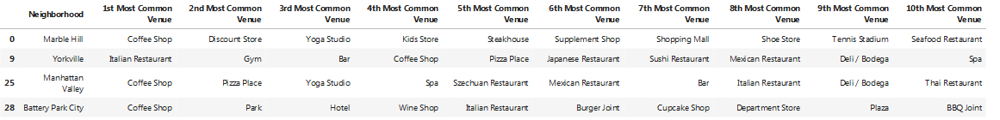 Neighborhood 1st Most Common Venue 2nd Most Common Venue 3rd Most Common Venue 4th Most Common Venue 5th Most Common Venue 6th Most Common Venue 7th Most Common Venue 8th Most Common Venue 9th Most Common Venue 10th Most Common Venue
0 Marble Hill Coffee Shop Discount Store Yoga Studio Kids Store Steakhouse Supplement Shop Shopping Mall Shoe Store Tennis Stadium Seafood Restaurant
9 Yorkville Italian Restaurant Gym Bar Coffee Shop Pizza Place Japanese Restaurant Sushi Restaurant Mexican Restaurant Deli / Bodega Spa
25 Manhattan Valley Coffee Shop Pizza Place Yoga Studio Spa Szechuan Restaurant Mexican Restaurant Bar Italian Restaurant Deli / Bodega Thai Restaurant
28 Battery Park City Coffee Shop Park Hotel Wine Shop Italian Restaurant Burger Joint Cupcake Shop Department Store Plaza BBQ Joint